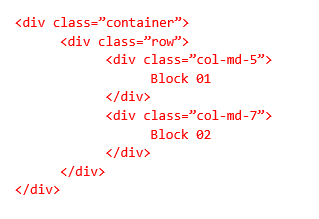 <div class=”container”>
<div class=”row”>
<div class=”col-md-5”>
Block 01
</div>
<div class=”col-md-7”>
Block 02
</div>
</div>
</div>